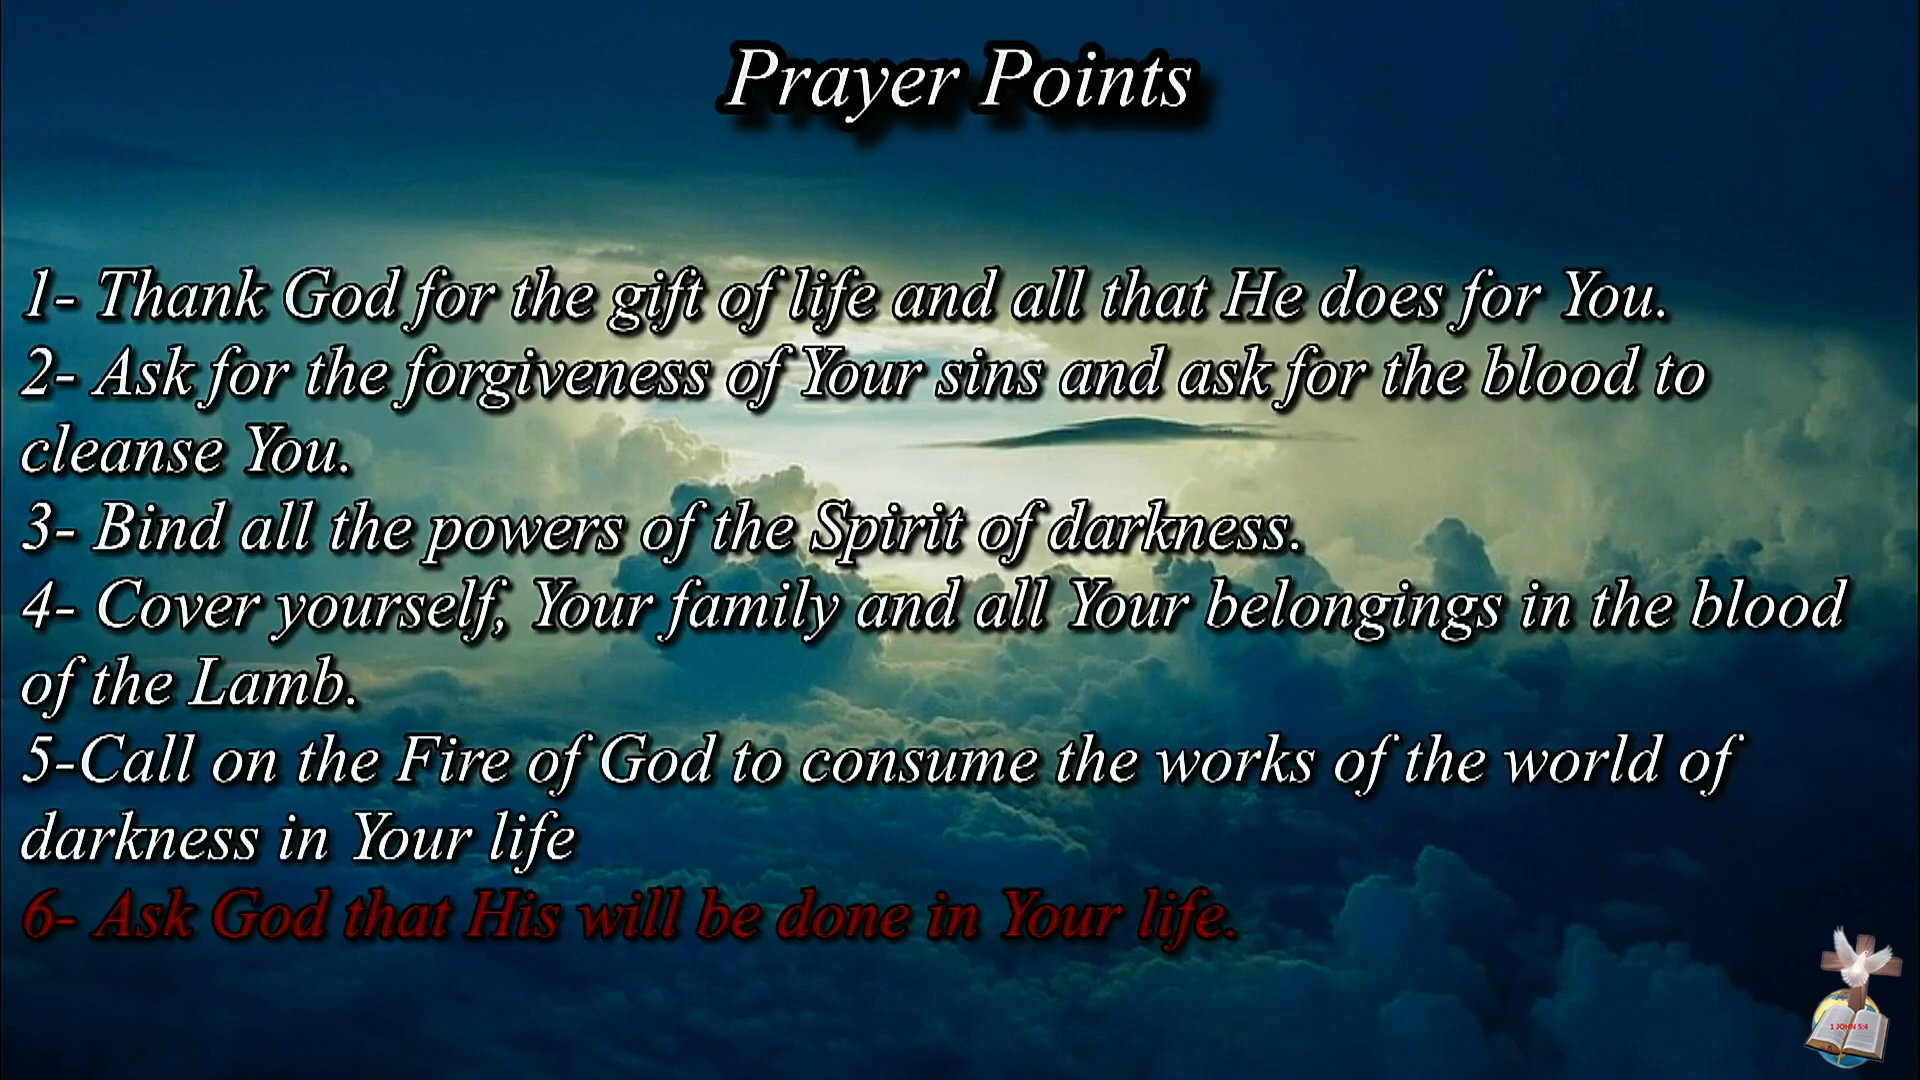 Prayer Points
1- Thank God for the gift of life and all that He does for You.
2- Ask for the forgiveness of Your sins and ask for the blood to
cleanse You.
3- Bind all the powers of the Spirit of darkness.
4- Cover yourself, Your family and all Your belongings in the blood
of the Lamb.
5-Call on the Fire of God to consume the works of the world of
darkness in Your life
6- Ask God that His will be done in Your life.
1 JOHN 5:4